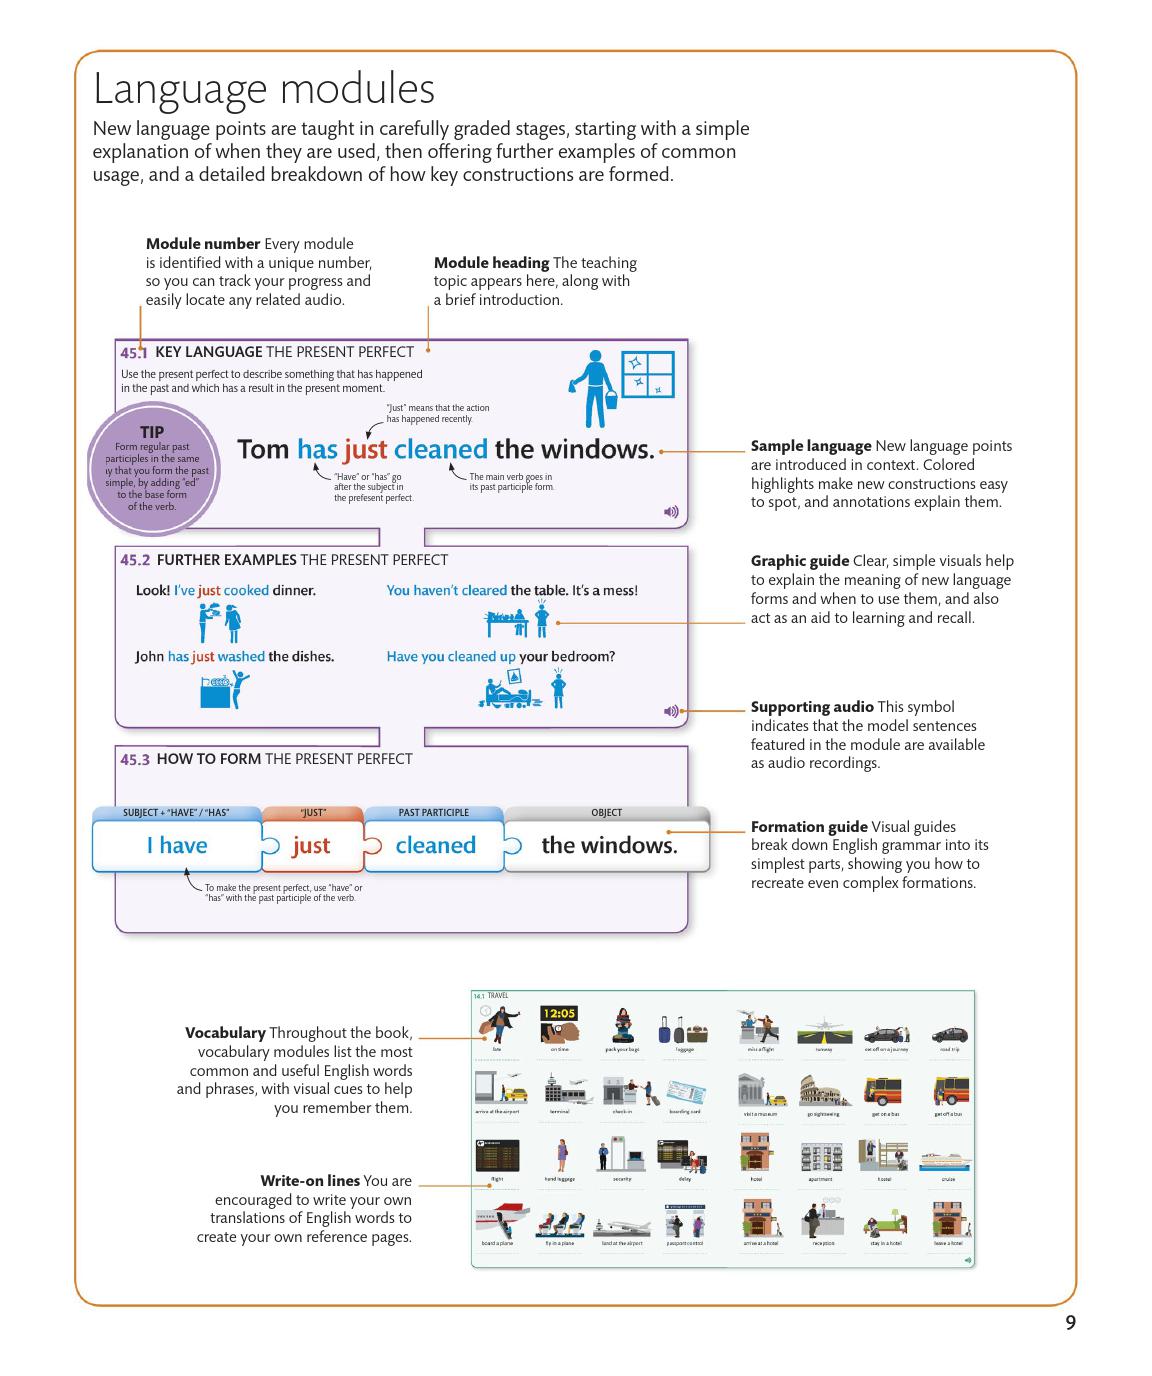 Language modules
New language points are taught in carefully graded stages, starting with a simple
explanation of when they are used, then offering further examples of common
usage, and a detailed breakdown of how key constructions are formed.
Module number Every module
is identified with a unique number,
so you can track your progress and
easily locate any related audio.
Module heading The teaching
topic appears here, along with
a brief introduction.
45.1 KEY LANGUAGE THE PRESENT PERFECT
Use the present perfect to describe something that has happened
in the past and which has a result in the present moment.
"Just" means that the action
has happened recently.
TIP
Form regular past
participles in the same
ay that you form the past
simple, by adding "ed"
to the base form
of the verb.
Tom has just cleaned the windows.
"Have" or "has" go
after the subject in
the prefesent perfect.
The main verb goes in
its past participle form.
Sample language New language points
are introduced in context. Colored
highlights make new constructions easy
to spot, and annotations explain them.
45.2 FURTHER EXAMPLES THE PRESENT PERFECT
Look! I've just cooked dinner.
You haven't cleared the table. It's a mess!
John has just washed the dishes.
Have you cleaned up your bedroom?
Graphic guide Clear, simple visuals help
to explain the meaning of new language
forms and when to use them, and also
act as an aid to learning and recall.
Supporting audio This symbol
indicates that the model sentences
featured in the module are available
as audio recordings.
45.3 HOW TO FORM THE PRESENT PERFECT
SUBJECT + "HAVE" / "HAS"
"JUST"
PAST PARTICIPLE
OBJECT
I have
just
cleaned
the windows.
To make the present perfect, use "have" or
"has" with the past participle of the verb.
Formation guide Visual guides
break down English grammar into its
simplest parts, showing you how to
recreate even complex formations.
Vocabulary Throughout the book,
vocabulary modules list the most
common and useful English words
and phrases, with visual cues to help
you remember them.
Write-on lines You are
encouraged to write your own
translations of English words to
create your own reference pages.
14.1 TRAVEL
12:05
late
on time
pack your bags
luggage
miss a flight
runway
set off on a journey
road trip
arrive at the airport
terminal
check-in
boarding card
visit a museum
go sightseeing
get on a bus
get off a bus
flight
hand luggage
security
delay
hotel
apartment
hostel
cruise
board a plane
fly in a plane
land at the airport
passport control
arrive at a hotel
reception
stay in a hotel
leave a hotel
9